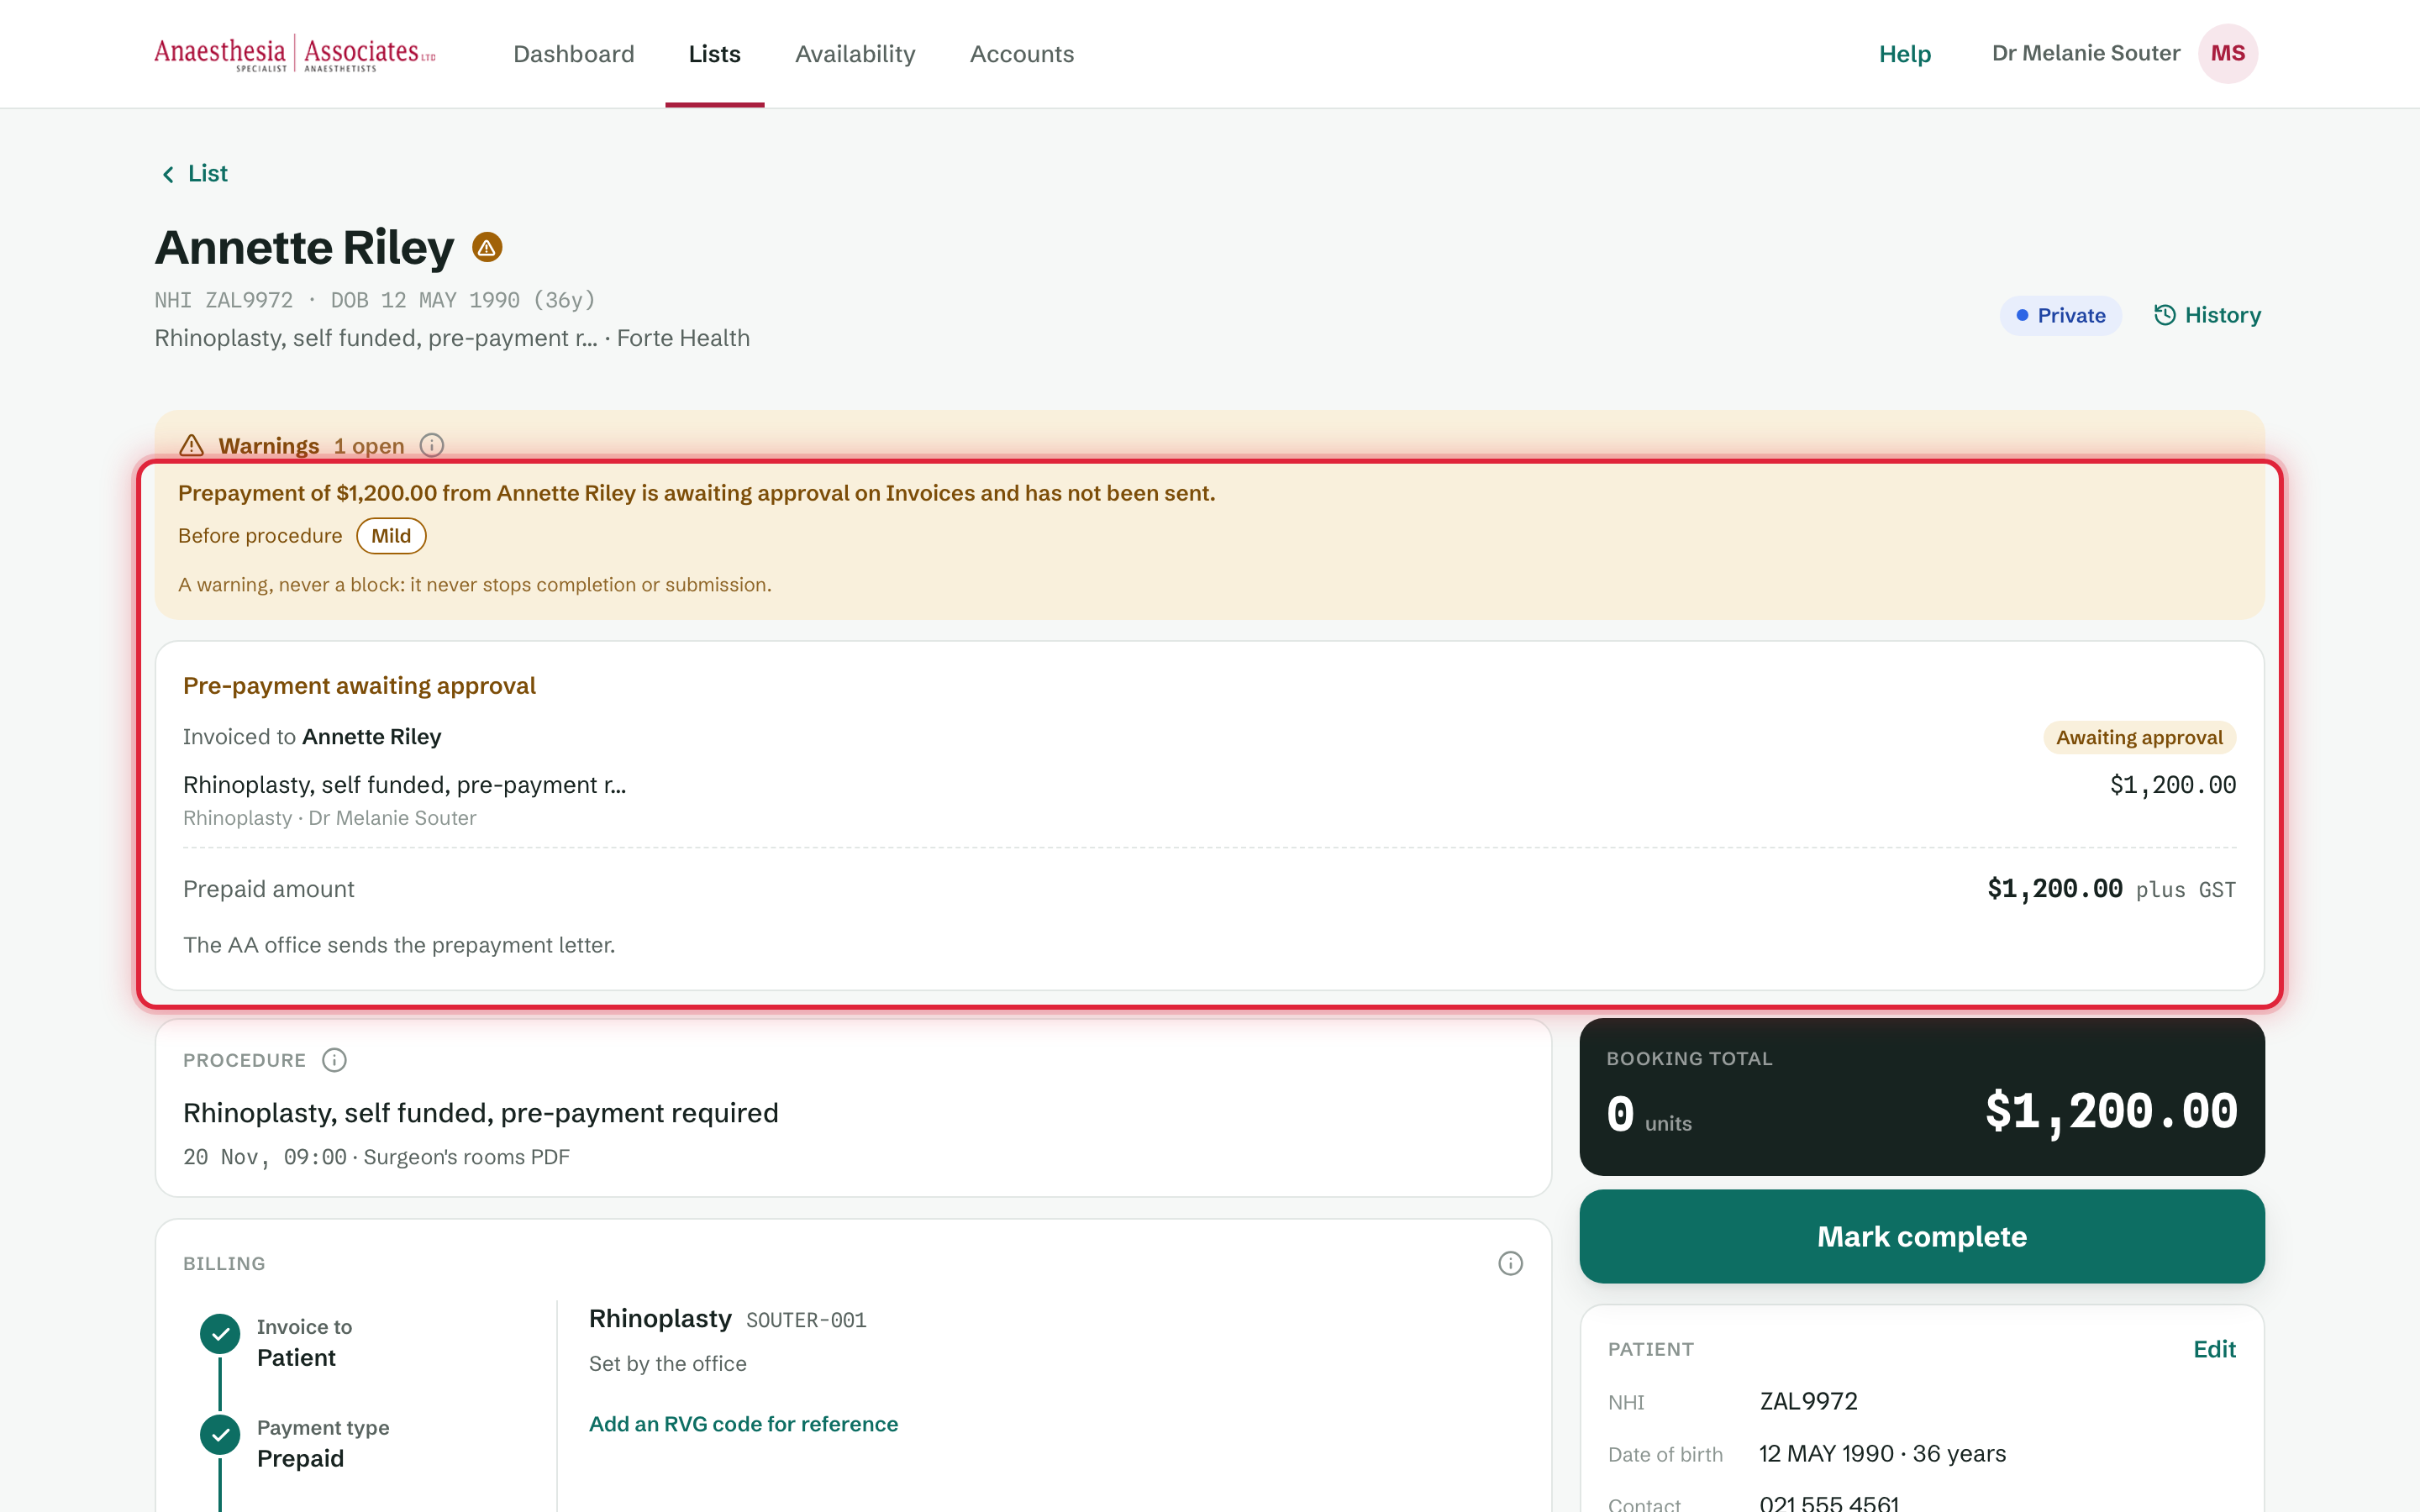 Anaesthesia Associates LTD
SPECIALIST ANAESTHETISTS
Dashboard
Lists
Availability
Accounts
Help
Dr Melanie Souter
MS
List
Annette Riley
NHI ZAL9972 · DOB 12 MAY 1990 (36y)
Rhinoplasty, self funded, pre-payment r... · Forte Health
Private
History
Warnings 1 open
Prepayment of $1,200.00 from Annette Riley is awaiting approval on Invoices and has not been sent.
Before procedure Mild
A warning, never a block: it never stops completion or submission.
Pre-payment awaiting approval
Invoiced to Annette Riley
Awaiting approval
Rhinoplasty, self funded, pre-payment r...
$1,200.00
Rhinoplasty · Dr Melanie Souter
Prepaid amount
$1,200.00 plus GST
The AA office sends the prepayment letter.
PROCEDURE
Rhinoplasty, self funded, pre-payment required
20 Nov, 09:00 · Surgeon's rooms PDF
BOOKING TOTAL
0 units
$1,200.00
Mark complete
BILLING
Invoice to
Patient
Payment type
Prepaid
Rhinoplasty SOUTER-001
Set by the office
Add an RVG code for reference
PATIENT
Edit
NHI ZAL9972
Date of birth 12 MAY 1990 · 36 years
Contact 021 555 4561